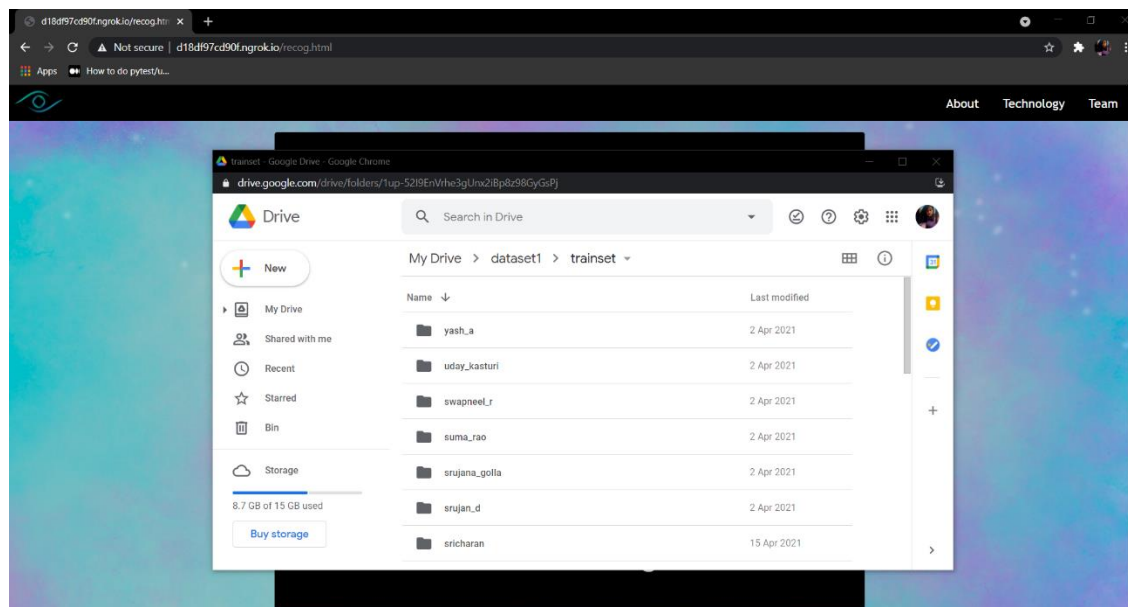 d18df97cd90f.ngrok.io/recog.htm
Not secure | d18df97cd90f.ngrok.io/recog.html
Apps How to do pytest/u...
About Technology Team
trainset - Google Drive - Google Chrome
drive.google.com/drive/folders/1up-52I9EnVrhe3gUnx2iBp8z98GyGsPj
Drive
Search in Drive
New
My Drive > dataset1 > trainset
Name Last modified
My Drive
Shared with me
Recent
Starred
Bin
Storage
8.7 GB of 15 GB used
Buy storage
yash_a 2 Apr 2021
uday_kasturi 2 Apr 2021
swapneel_r 2 Apr 2021
suma_rao 2 Apr 2021
srujana_golla 2 Apr 2021
srujan_d 2 Apr 2021
sricharan 15 Apr 2021
31